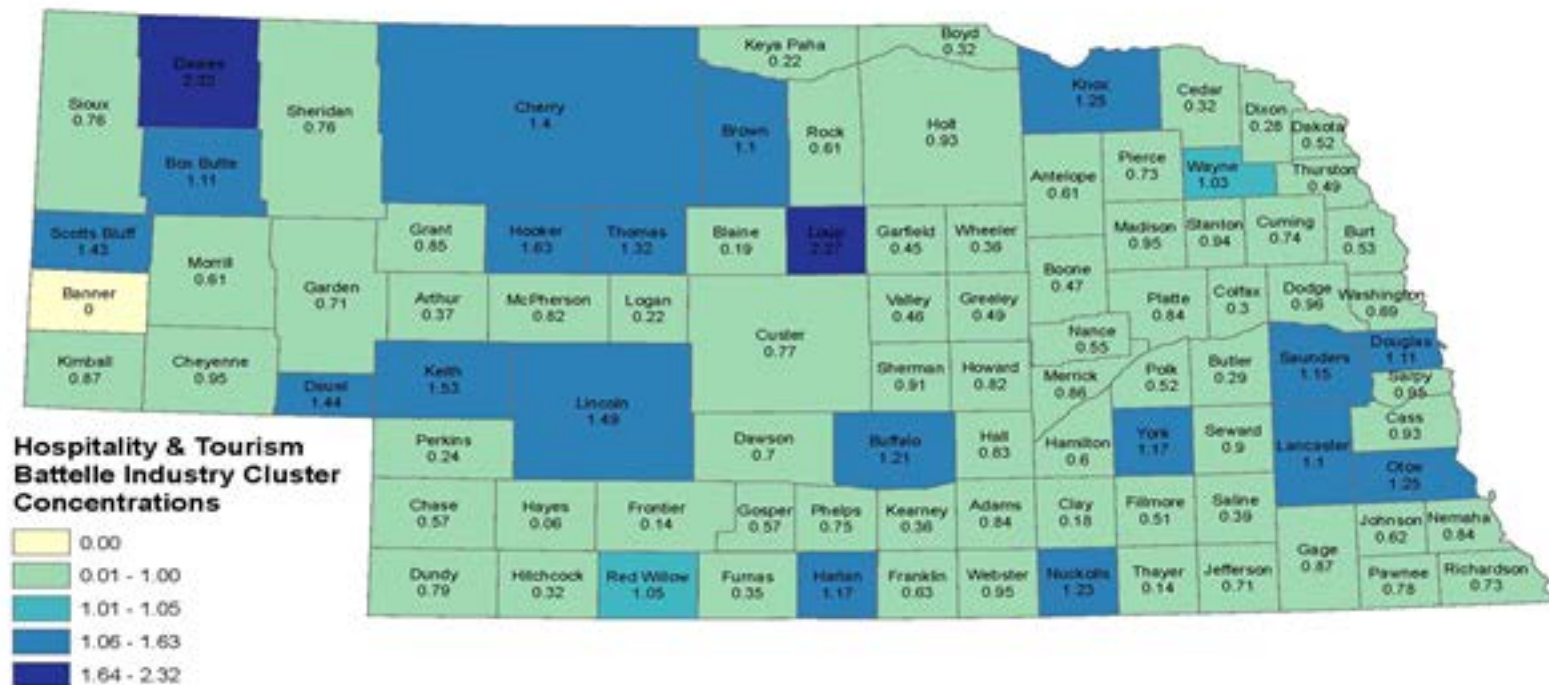 Keya Paha
0.22
Boyd
0.32
Dawes
Sioux
0.76
Sheridan
0.76
Cherry
1.4
Brown
1.1
Rock
0.61
Holt
0.93
Knox
1.25
Cedar
0.32
Dixon
0.28
Dakota
0.52
Box Butte
1.11
Antelope
0.61
Pierce
0.73
Wayne
1.03
Thurston
0.49
Scotts Bluff
1.43
Morrill
0.61
Garden
0.71
Grant
0.85
Hooker
1.63
Thomas
1.32
Blaine
0.19
Loup
2.27
Garfield
0.45
Wheeler
0.36
Madison
0.95
Stanton
0.94
Cuming
0.74
Burt
0.53
Banner
0
Arthur
0.37
McPherson
0.82
Logan
0.22
Custer
0.77
Valley
0.46
Greeley
0.49
Boone
0.47
Platte
0.84
Colfax
0.3
Dodge
0.96
Washington
Kimball
0.87
Cheyenne
0.95
Deuel
1.44
Keith
1.53
Lincoln
1.49
Sherman
0.91
Howard
0.82
Nance
0.55
Merrick
0.86
Polk
0.52
Butler
0.29
Saunders
1.15
Douglas
1.11
Sarpy
0.95
Cass
0.93
Perkins
0.24
Dawson
0.7
Buffalo
1.21
Hall
0.83
Hamilton
0.6
York
1.17
Seward
0.9
Lancaster
1.1
Otoe
1.25
Chase
0.57
Hayes
0.06
Frontier
0.14
Gosper
0.57
Phelps
0.75
Kearney
0.36
Adams
0.84
Clay
0.18
Fillmore
0.51
Saline
0.39
Gage
0.87
Johnson
0.62
Nemaha
0.84
Dundy
0.79
Hitchcock
0.32
Red Willow
1.05
Furnas
0.35
Harlan
1.17
Franklin
0.63
Webster
0.95
Nuckolls
1.23
Thayer
0.14
Jefferson
0.71
Pawnee
0.78
Richardson
0.73
Hospitality & Tourism
Battelle Industry Cluster
Concentrations
0.00
0.01 - 1.00
1.01 - 1.05
1.06 - 1.63
1.64 - 2.32